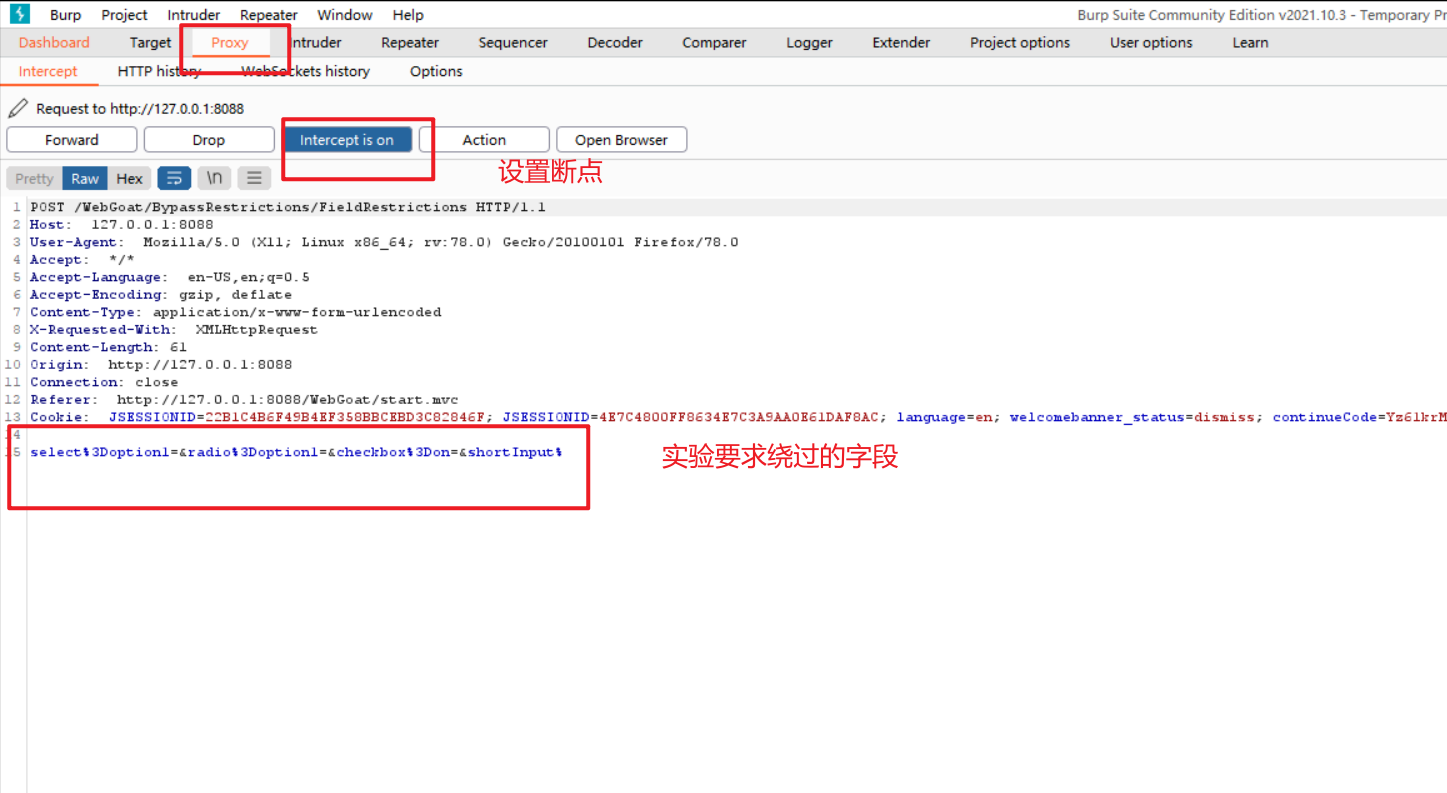 Burp Project Intruder Repeater Window Help Burp Suite Community Edition v2021.10.3 - Temporary Pr
Dashboard Target Proxy Intruder Repeater Sequencer Decoder Comparer Logger Extender Project options User options Learn
Intercept HTTP history WebSockets history Options
Request to http://127.0.0.1:8088
Forward Drop Intercept is on Action Open Browser
设置断点
Pretty Raw Hex \n
1 POST /WebGoat/BypassRestrictions/FieldRestrictions HTTP/1.1
2 Host: 127.0.0.1:8088
3 User-Agent: Mozilla/5.0 (X11; Linux x86_64; rv:78.0) Gecko/20100101 Firefox/78.0
4 Accept: */*
5 Accept-Language: en-US,en;q=0.5
6 Accept-Encoding: gzip, deflate
7 Content-Type: application/x-www-form-urlencoded
8 X-Requested-With: XMLHttpRequest
9 Content-Length: 61
10 Origin: http://127.0.0.1:8088
11 Connection: close
12 Referer: http://127.0.0.1:8088/WebGoat/start.mvc
13 Cookie: JSESSIONID=22B1C4B6F49B4EF358BBCEBD3C82846F; JSESSIONID=4E7C4800FF8634E7C3A9AA0E61DAF8AC; language=en; welcomebanner_status=dismiss; continueCode=Yz61krM
14
15 select%3Doption1=&radio%3Doption1=&checkbox%3Don=&shortInput%
实验要求绕过的字段